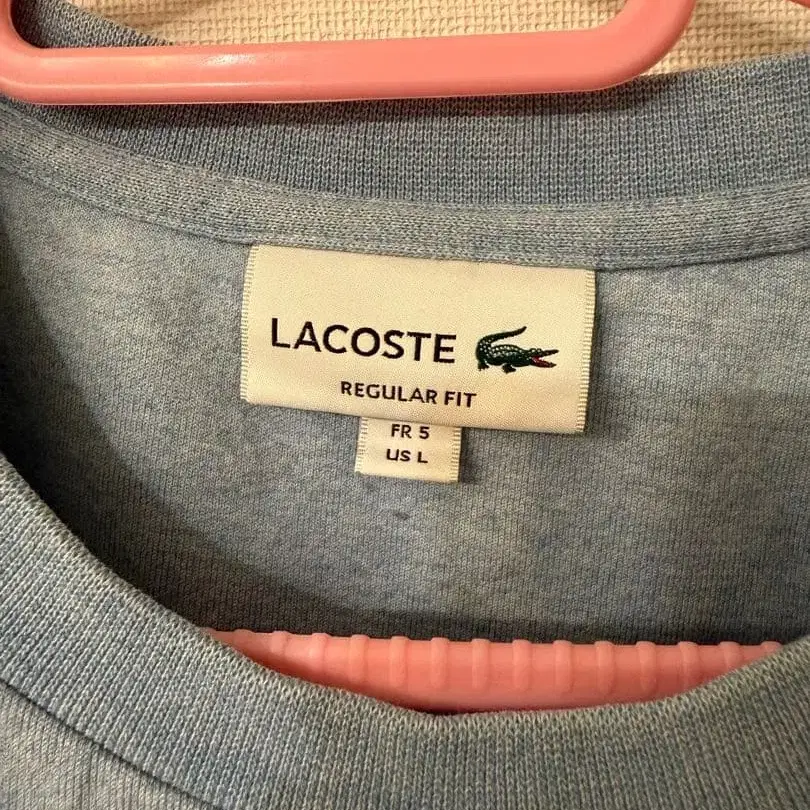 LACOSTE
REGULAR FIT
FR 5
US L